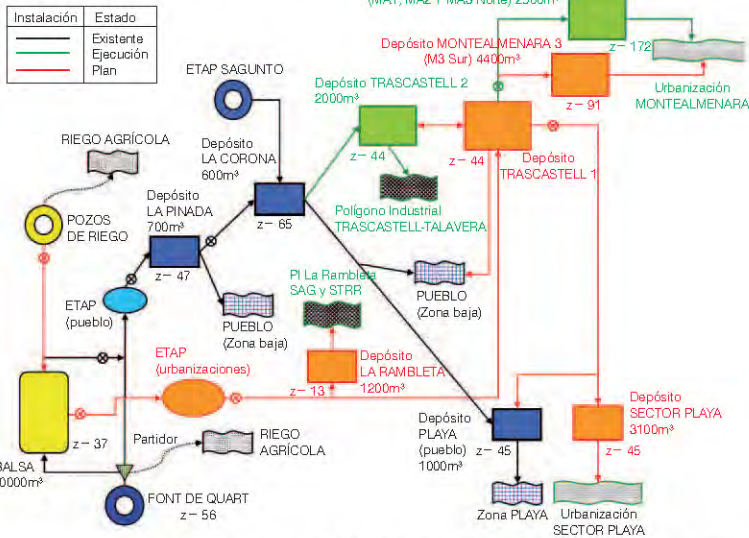 (MA1, MA2 Y MA3 Norte) 2500m³
Instalación Estado
Existente
Ejecución
Plan
Depósito MONTEALMENARA 3
(M3 Sur) 4400m³
z- 172
Urbanización
MONTEALMENARA
z- 91
ETAP SAGUNTO
Depósito TRASCASTELL 2
2000m³
z- 44
z- 44
Depósito
TRASCASTELL 1
RIEGO AGRÍCOLA
Depósito
LA CORONA
600m³
z- 65
Polígono Industrial
TRASCASTELL-TALAVERA
Depósito
LA PINADA
700m³
z- 47
POZOS
DE RIEGO
ETAP
(pueblo)
PUEBLO
(Zona baja)
PI La Rambleta
SAG y STRR
PUEBLO
(Zona baja)
ETAP
(urbanizaciones)
z- 13
Depósito
LA RAMBLETA
1200m³
z- 37
Partidor
RIEGO
AGRÍCOLA
Depósito
PLAYA
(pueblo)
1000m³
z- 45
Depósito
SECTOR PLAYA
3100m³
z- 45
BALSA
0000m³
FONT DE QUART
z- 56
Zona PLAYA
Urbanización
SECTOR PLAYA